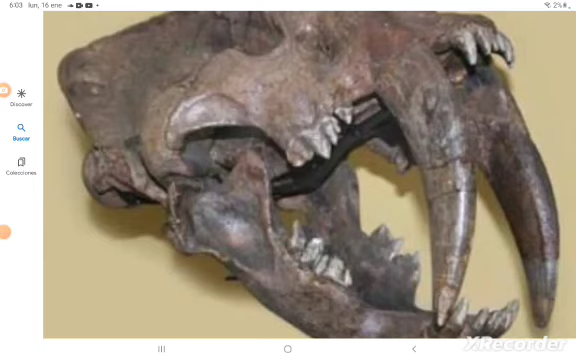 6:03 lun, 16 ene
2%
Discover
Buscar
Colecciones
XRecorder